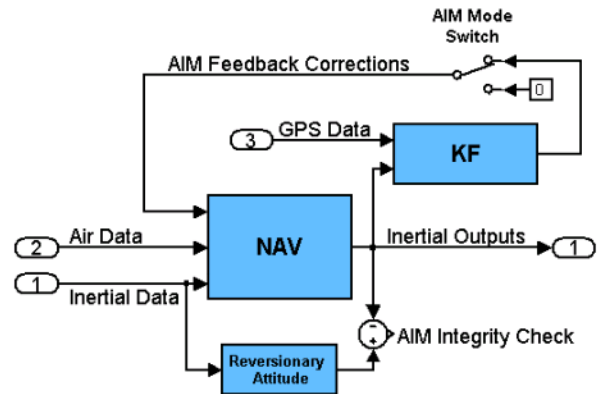 AIM Mode
Switch
AIM Feedback Corrections
0
3
GPS Data
KF
2
Air Data
NAV
Inertial Outputs
1
1
Inertial Data
-
+
AIM Integrity Check
Reversionary
Attitude